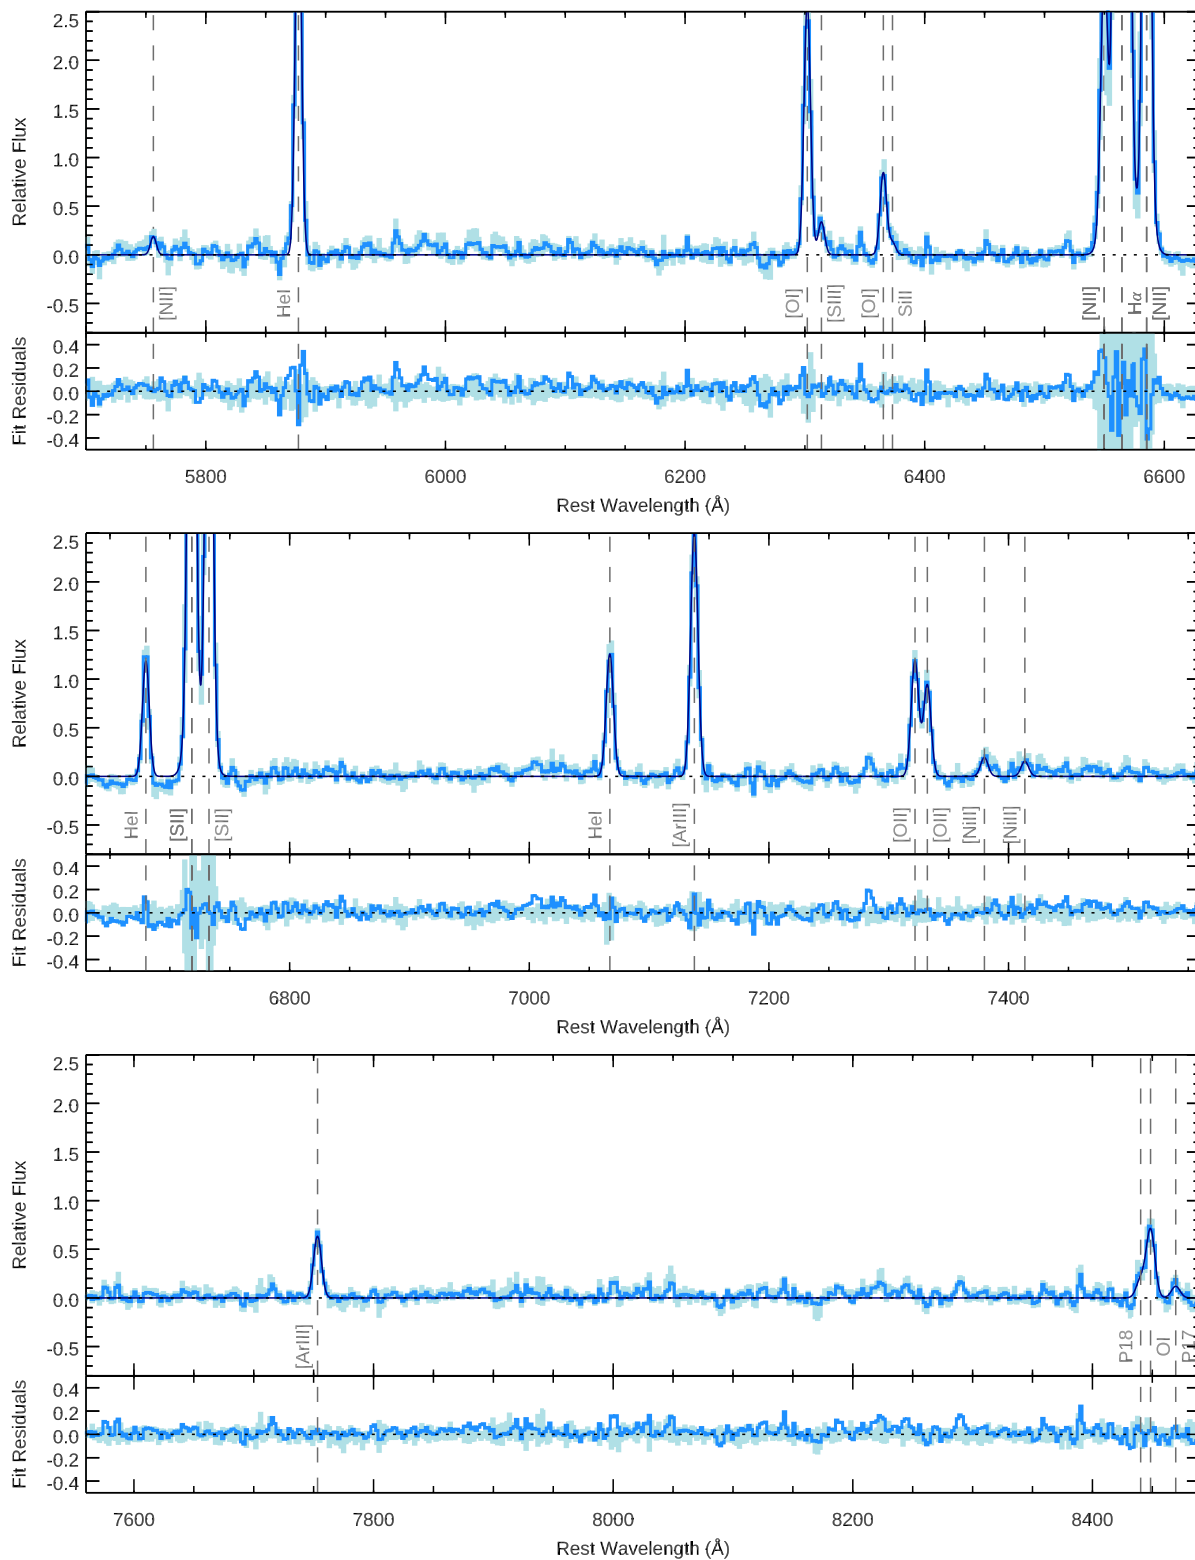 2.5
2.0
1.5
1.0
0.5
0.0
-0.5
Relative Flux
[NII]
HeI
[OI]
[SIII]
[OI]
SiII
[NII]
Hα
[NII]
0.4
0.2
0.0
-0.2
-0.4
Fit Residuals
5800 6000 6200 6400 6600
Rest Wavelength (Å)
2.5
2.0
1.5
1.0
0.5
0.0
-0.5
Relative Flux
HeI
[SII]
[SII]
HeI
[ArIII]
[OII]
[OII]
[NiII]
[NiII]
0.4
0.2
0.0
-0.2
-0.4
Fit Residuals
6800 7000 7200 7400
Rest Wavelength (Å)
2.5
2.0
1.5
1.0
0.5
0.0
-0.5
Relative Flux
[ArIII]
P18
OI
P17
0.4
0.2
0.0
-0.2
-0.4
Fit Residuals
7600 7800 8000 8200 8400
Rest Wavelength (Å)